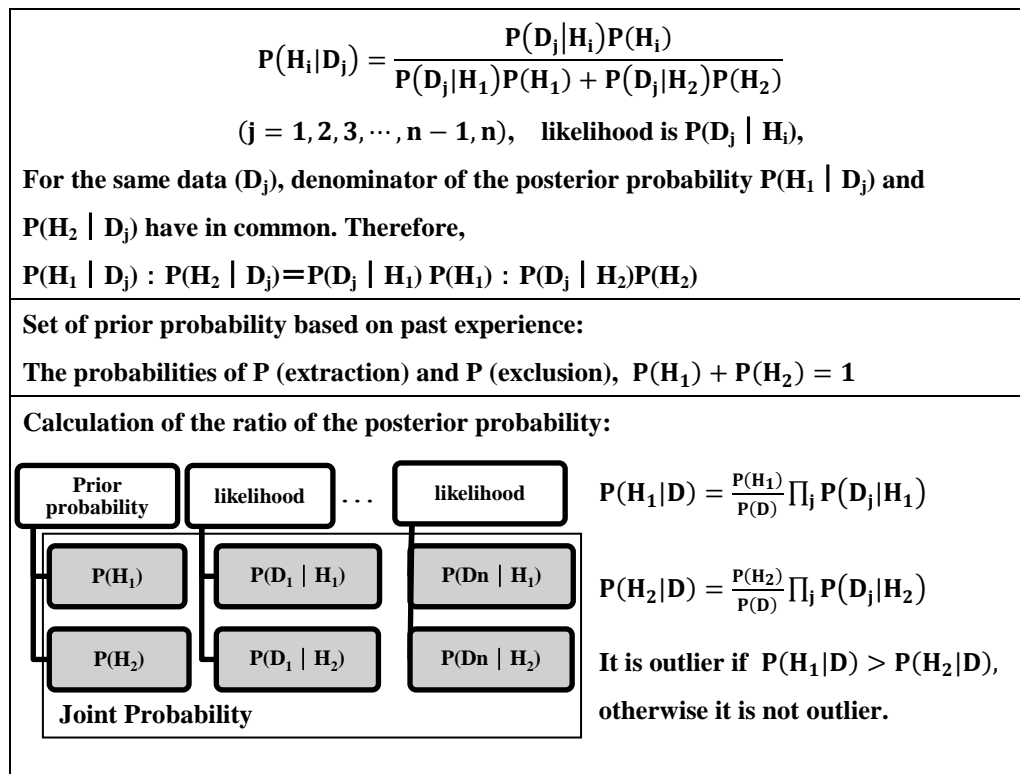 P(H₁|Dⱼ) = P(Dⱼ|Hᵢ)P(Hᵢ) / P(Dⱼ|H₁)P(H₁) + P(Dⱼ|H₂)P(H₂)
(j = 1, 2, 3, ⋯, n − 1, n), likelihood is P(Dⱼ | Hᵢ),
For the same data (Dⱼ), denominator of the posterior probability P(H₁ | Dⱼ) and
P(H₂ | Dⱼ) have in common. Therefore,
P(H₁ | Dⱼ) : P(H₂ | Dⱼ)=P(Dⱼ | H₁) P(H₁) : P(Dⱼ | H₂)P(H₂)
Set of prior probability based on past experience:
The probabilities of P (extraction) and P (exclusion), P(H₁) + P(H₂) = 1
Calculation of the ratio of the posterior probability:
Prior
probability
likelihood
. . .
likelihood
P(H₁)
P(D₁ | H₁)
P(Dn | H₁)
P(H₂)
P(D₁ | H₂)
P(Dn | H₂)
Joint Probability
P(H₁|D) = P(H₁)/P(D) ∏ⱼ P(Dⱼ|H₁)
P(H₂|D) = P(H₂)/P(D) ∏ⱼ P(Dⱼ|H₂)
It is outlier if P(H₁|D) > P(H₂|D),
otherwise it is not outlier.